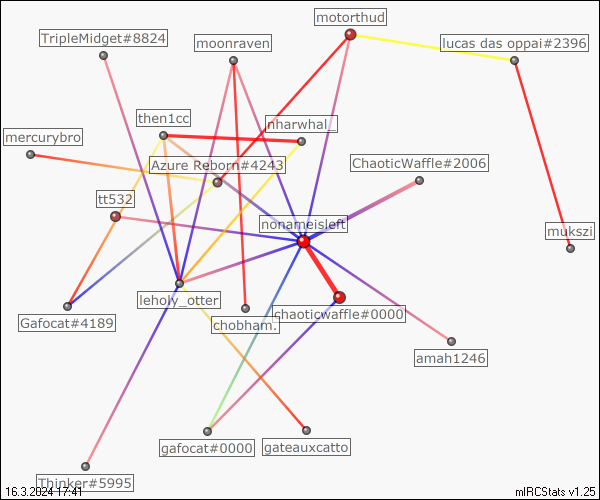 motorthud
TripleMidget#8824
moonraven
lucas das oppai#2396
then1cc
nharwhal_
mercurybro
Azure Reborn#4243
ChaoticWaffle#2006
tt532
nonameisleft
mukszi
leholy_otter
chobham.
chaoticwaffle#0000
Gafocat#4189
amah1246
gafocat#0000
gateauxcatto
Thinker#5995
16.3.2024 17:41
mIRCStats v1.25